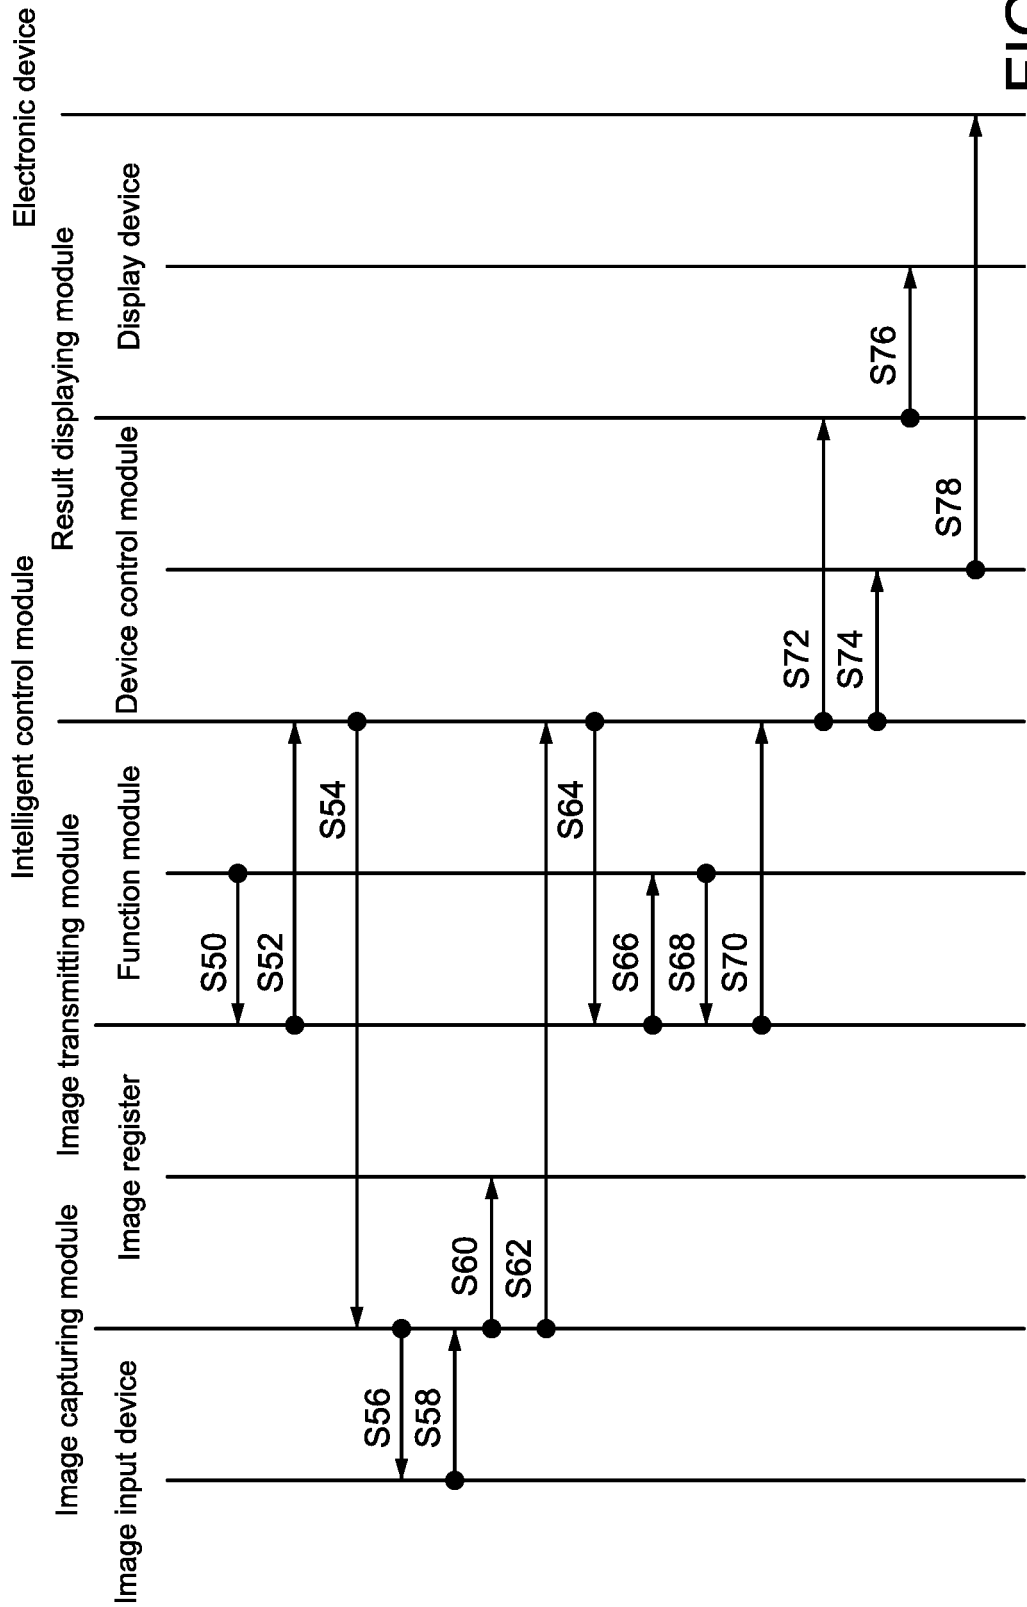 Image input device
Image capturing module
Image register
Image transmitting module
Function module
Intelligent control module
Device control module
Result displaying module
Display device
Electronic device
S50
S52
S54
S56
S58
S60
S62
S64
S66
S68
S70
S72
S74
S76
S78